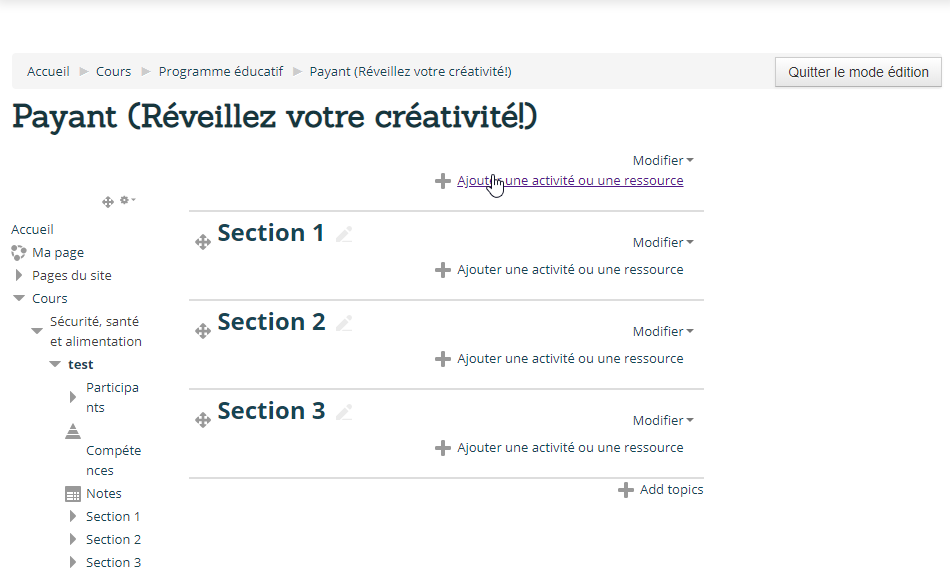 Accueil Cours Programme éducatif Payant (Réveillez votre créativité!)
Quitter le mode édition
Payant (Réveillez votre créativité!)
Modifier
Ajouter une activité ou une ressource
Accueil
Ma page
Pages du site
Cours
Sécurité, santé
et alimentation
test
Participa
nts
Compéte
nces
Notes
Section 1
Section 2
Section 3
Section 1
Modifier
Ajouter une activité ou une ressource
Section 2
Modifier
Ajouter une activité ou une ressource
Section 3
Modifier
Ajouter une activité ou une ressource
Add topics